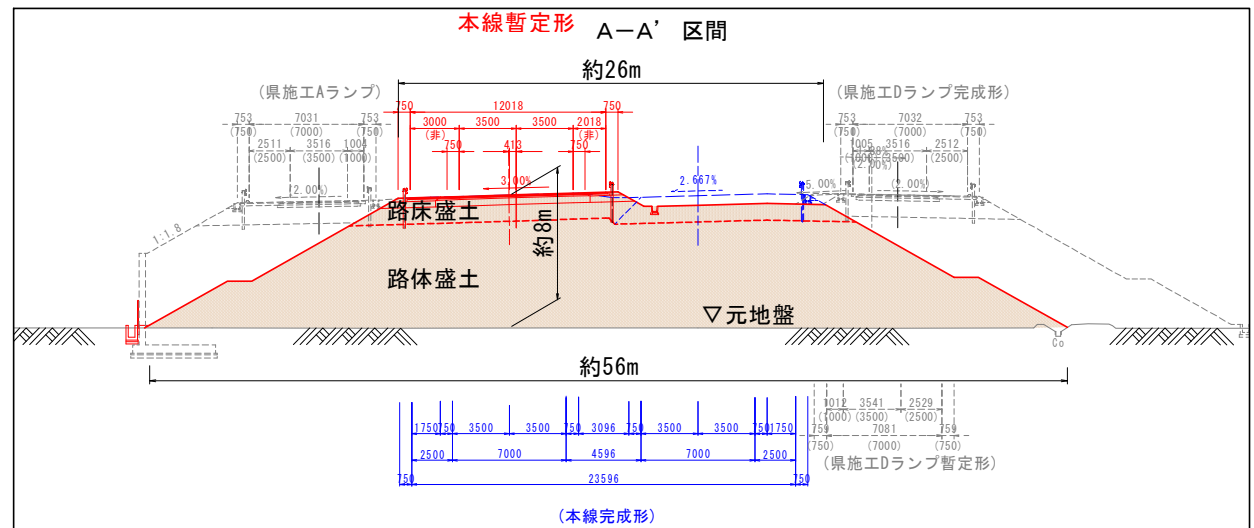 本線暫定形 A－A’ 区間
約26m
(県施工Aランプ)
(県施工Dランプ完成形)
750 12018 750
753 7031 753
(750) (7000) (750)
3000 3500 3500 2018
(非) (非)
753 7032 753
(750) (7000) (750)
2511 3516 1004
(2500) (3500) (1000)
750 413 750
1005 3516 2512
(3500) (2500)
(2.00%)
3.00%
2.667%
5.00%
(2.00%)
(2.00%)
路床盛土
約8m
1:1.8
路体盛土
▽元地盤
Co
約56m
1750 750 3500 3500 750 3096 750 3500 3500 750 1750
2500 7000 4596 7000 2500
750 23596 750
(本線完成形)
1012 3541 2529
(1000) (3500) (2500)
759 7081 759
(750) (7000) (750)
(県施工Dランプ暫定形)